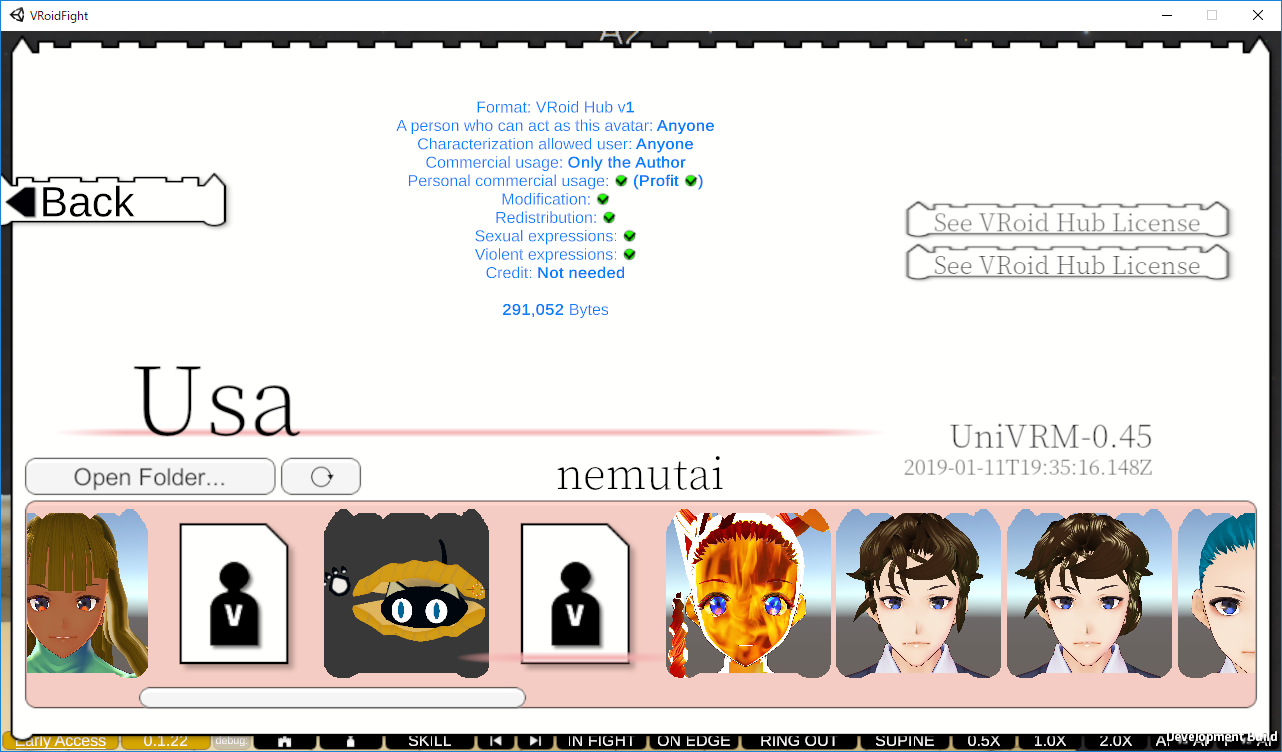 VRoidFight
Format: VRoid Hub v1
A person who can act as this avatar: Anyone
Characterization allowed user: Anyone
Commercial usage: Only the Author
Personal commercial usage: (Profit )
Modification:
Redistribution:
Sexual expressions:
Violent expressions:
Credit: Not needed
291,052 Bytes
Back
See VRoid Hub License
See VRoid Hub License
Usa
UniVRM-0.45
2019-01-11T19:35:16.148Z
Open Folder...
nemutai
V
V
Early Access
0.1.22
debug:
SKILL
IN FIGHT
ON EDGE
RING OUT
SUPINE
0.5X
1.0X
2.0X
Development Build